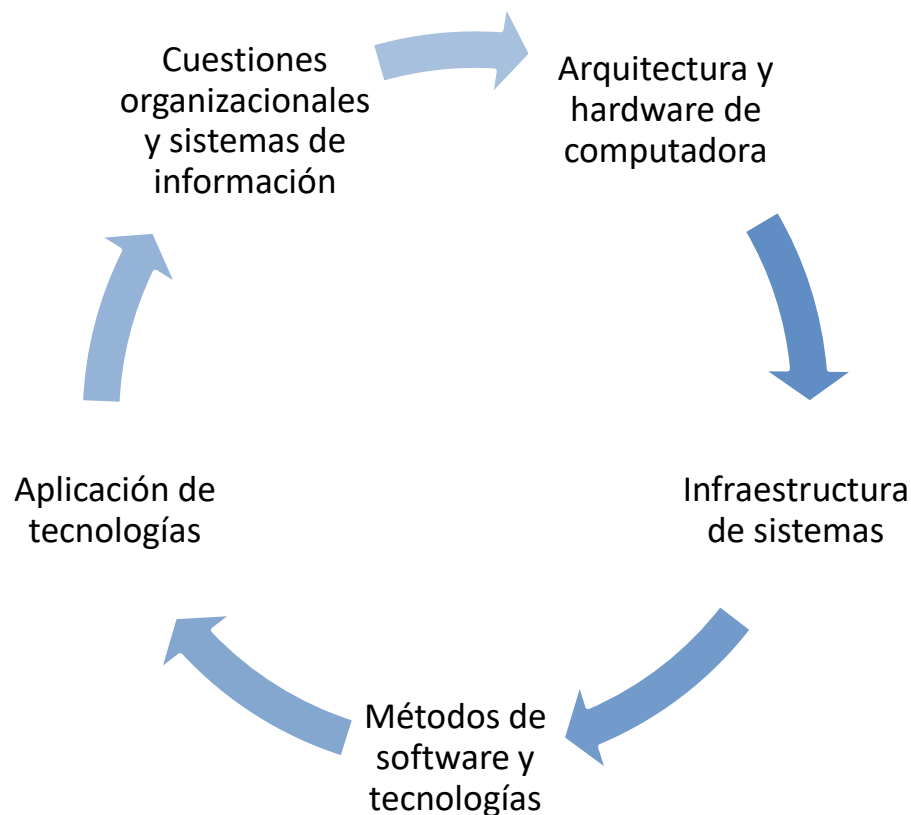 Cuestiones
organizacionales
y sistemas de
información
Arquitectura y
hardware de
computadora
Infraestructura
de sistemas
Métodos de
software y
tecnologías
Aplicación de
tecnologías